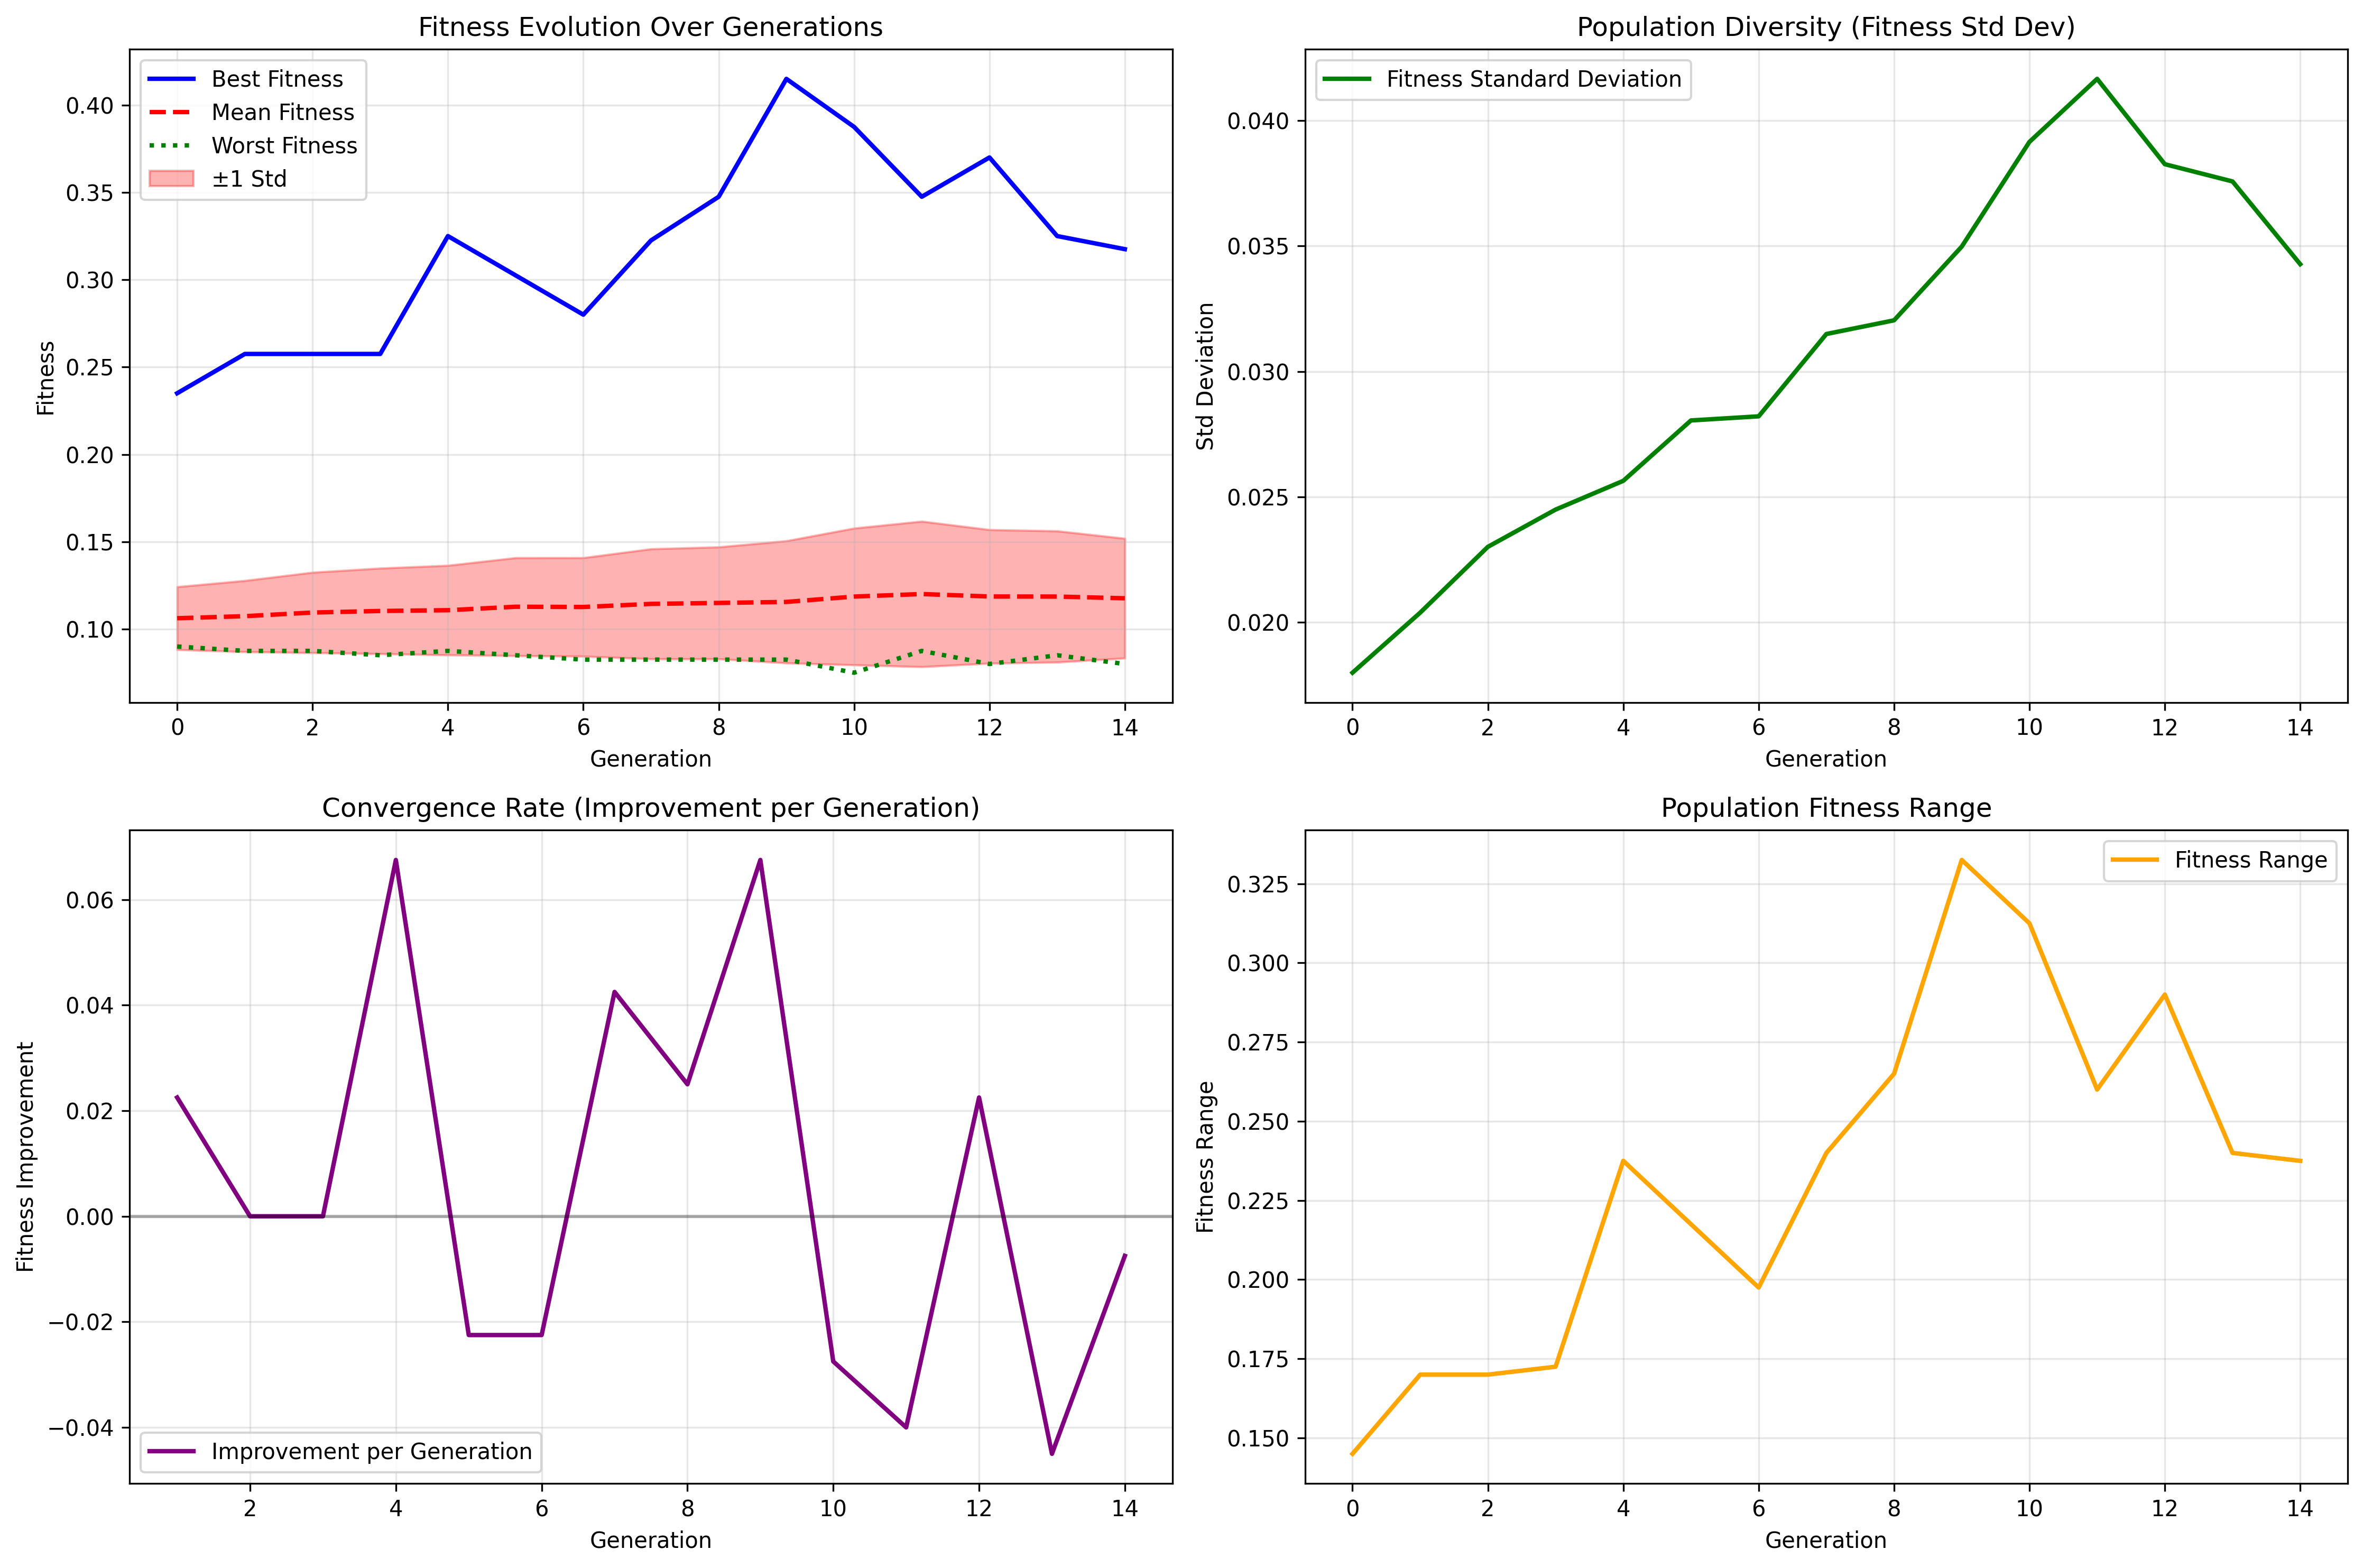 Fitness Evolution Over Generations
Best Fitness
Mean Fitness
Worst Fitness
±1 Std
0.40
0.35
0.30
0.25
0.20
0.15
0.10
Fitness
0 2 4 6 8 10 12 14
Generation
Population Diversity (Fitness Std Dev)
Fitness Standard Deviation
0.040
0.035
0.030
0.025
0.020
Std Deviation
0 2 4 6 8 10 12 14
Generation
Convergence Rate (Improvement per Generation)
0.06
0.04
0.02
0.00
−0.02
−0.04
Fitness Improvement
Improvement per Generation
2 4 6 8 10 12 14
Generation
Population Fitness Range
Fitness Range
0.325
0.300
0.275
0.250
0.225
0.200
0.175
0.150
Fitness Range
0 2 4 6 8 10 12 14
Generation